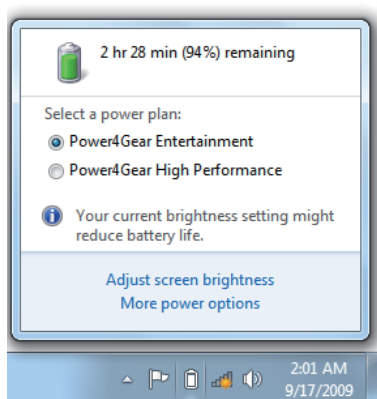 2 hr 28 min (94%) remaining
Select a power plan:
Power4Gear Entertainment
Power4Gear High Performance
Your current brightness setting might
reduce battery life.
Adjust screen brightness
More power options
2:01 AM
9/17/2009